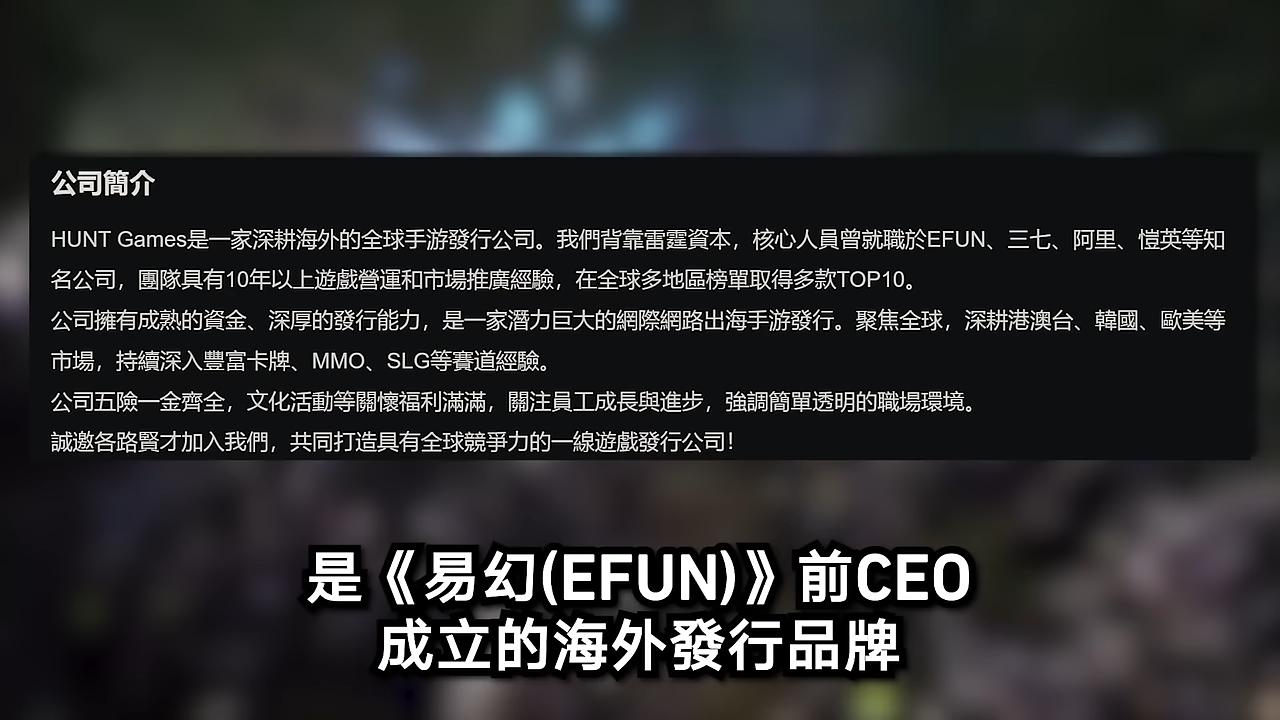 公司簡介
HUNT Games是一家深耕海外的全球手游發行公司。我們背靠雷霆資本，核心人員曾就職於EFUN、三七、阿里、愷英等知
名公司，團隊具有10年以上遊戲營運和市場推廣經驗，在全球多地區榜單取得多款TOP10。
公司擁有成熟的資金、深厚的發行能力，是一家潛力巨大的網際網路出海手游發行。聚焦全球，深耕港澳台、韓國、歐美等
市場，持續深入豐富卡牌、MMO、SLG等賽道經驗。
公司五險一金齊全，文化活動等關懷福利滿滿，關注員工成長與進步，強調簡單透明的職場環境。
誠邀各路賢才加入我們，共同打造具有全球競爭力的一線遊戲發行公司！
是《易幻(EFUN)》前CEO
成立的海外發行品牌